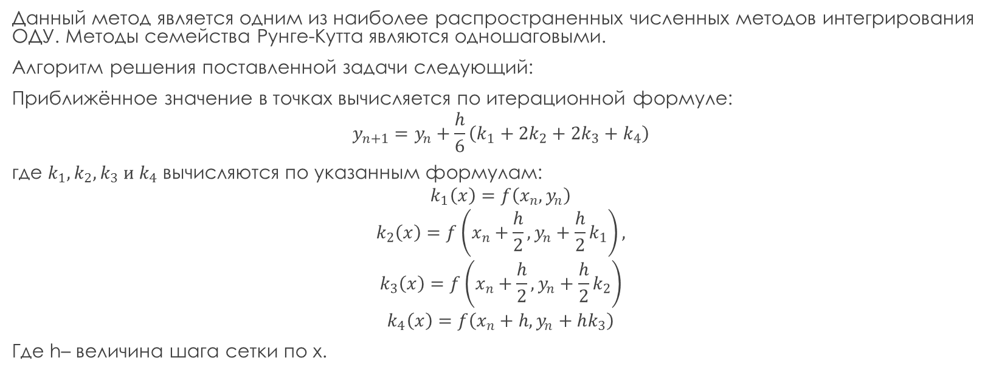 Данный метод является одним из наиболее распространенных численных методов интегрирования
ОДУ. Методы семейства Рунге-Кутта являются одношаговыми.
Алгоритм решения поставленной задачи следующий:
Приближённое значение в точках вычисляется по итерационной формуле:
$y_{n+1} = y_n + \frac{h}{6}(k_1 + 2k_2 + 2k_3 + k_4)$
где $k_1, k_2, k_3$ и $k_4$ вычисляются по указанным формулам:
$k_1(x) = f(x_n, y_n)$
$k_2(x) = f\left(x_n + \frac{h}{2}, y_n + \frac{h}{2}k_1\right),$
$k_3(x) = f\left(x_n + \frac{h}{2}, y_n + \frac{h}{2}k_2\right)$
$k_4(x) = f(x_n + h, y_n + hk_3)$
Где h– величина шага сетки по x.